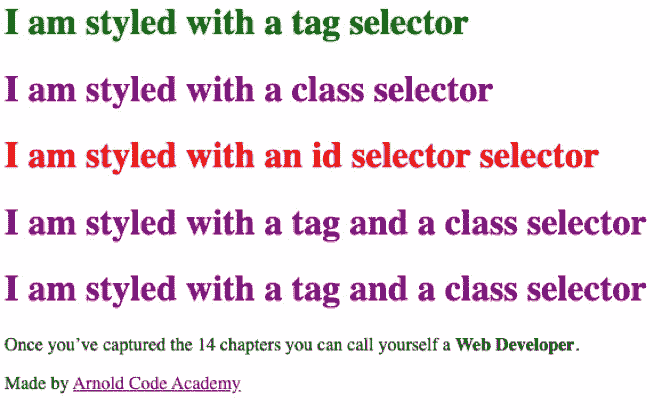 I am styled with a tag selector
I am styled with a class selector
I am styled with an id selector selector
I am styled with a tag and a class selector
I am styled with a tag and a class selector
Once you’ve captured the 14 chapters you can call yourself a Web Developer.
Made by Arnold Code Academy